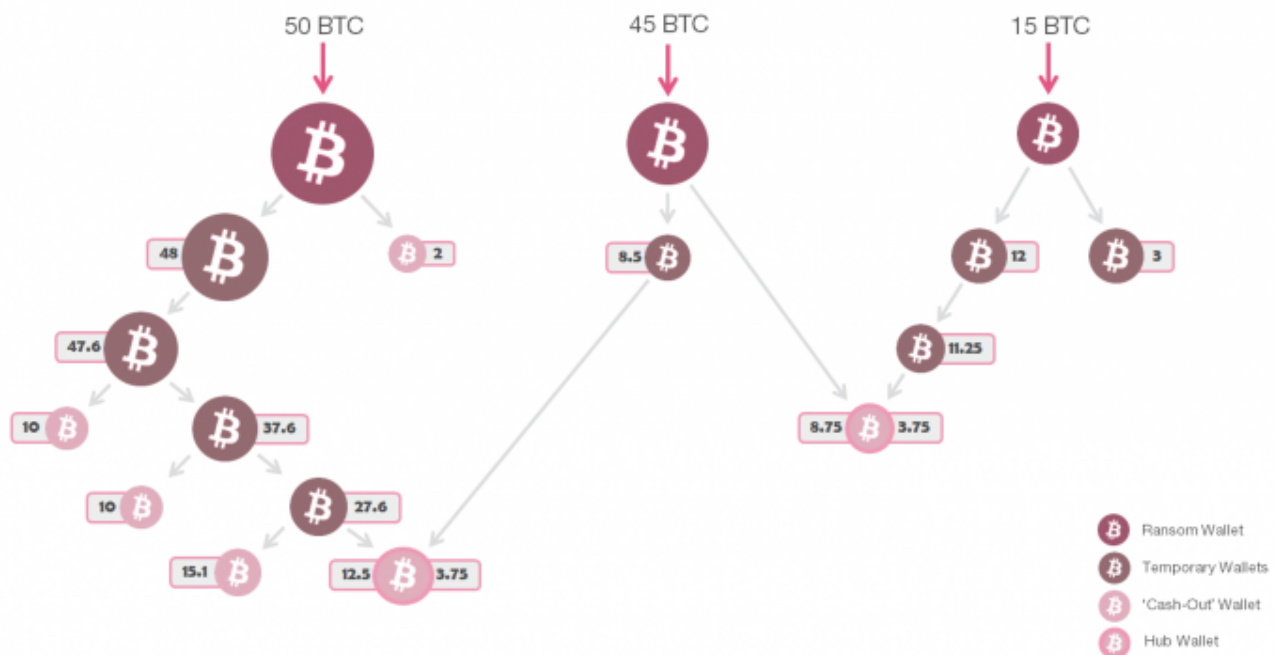 50 BTC 45 BTC 15 BTC
48 2 8.5 12 3
47.6 11.25
10 37.6 8.75 3.75
10 27.6
15.1 12.5 3.75
Ransom Wallet
Temporary Wallets
'Cash-Out' Wallet
Hub Wallet